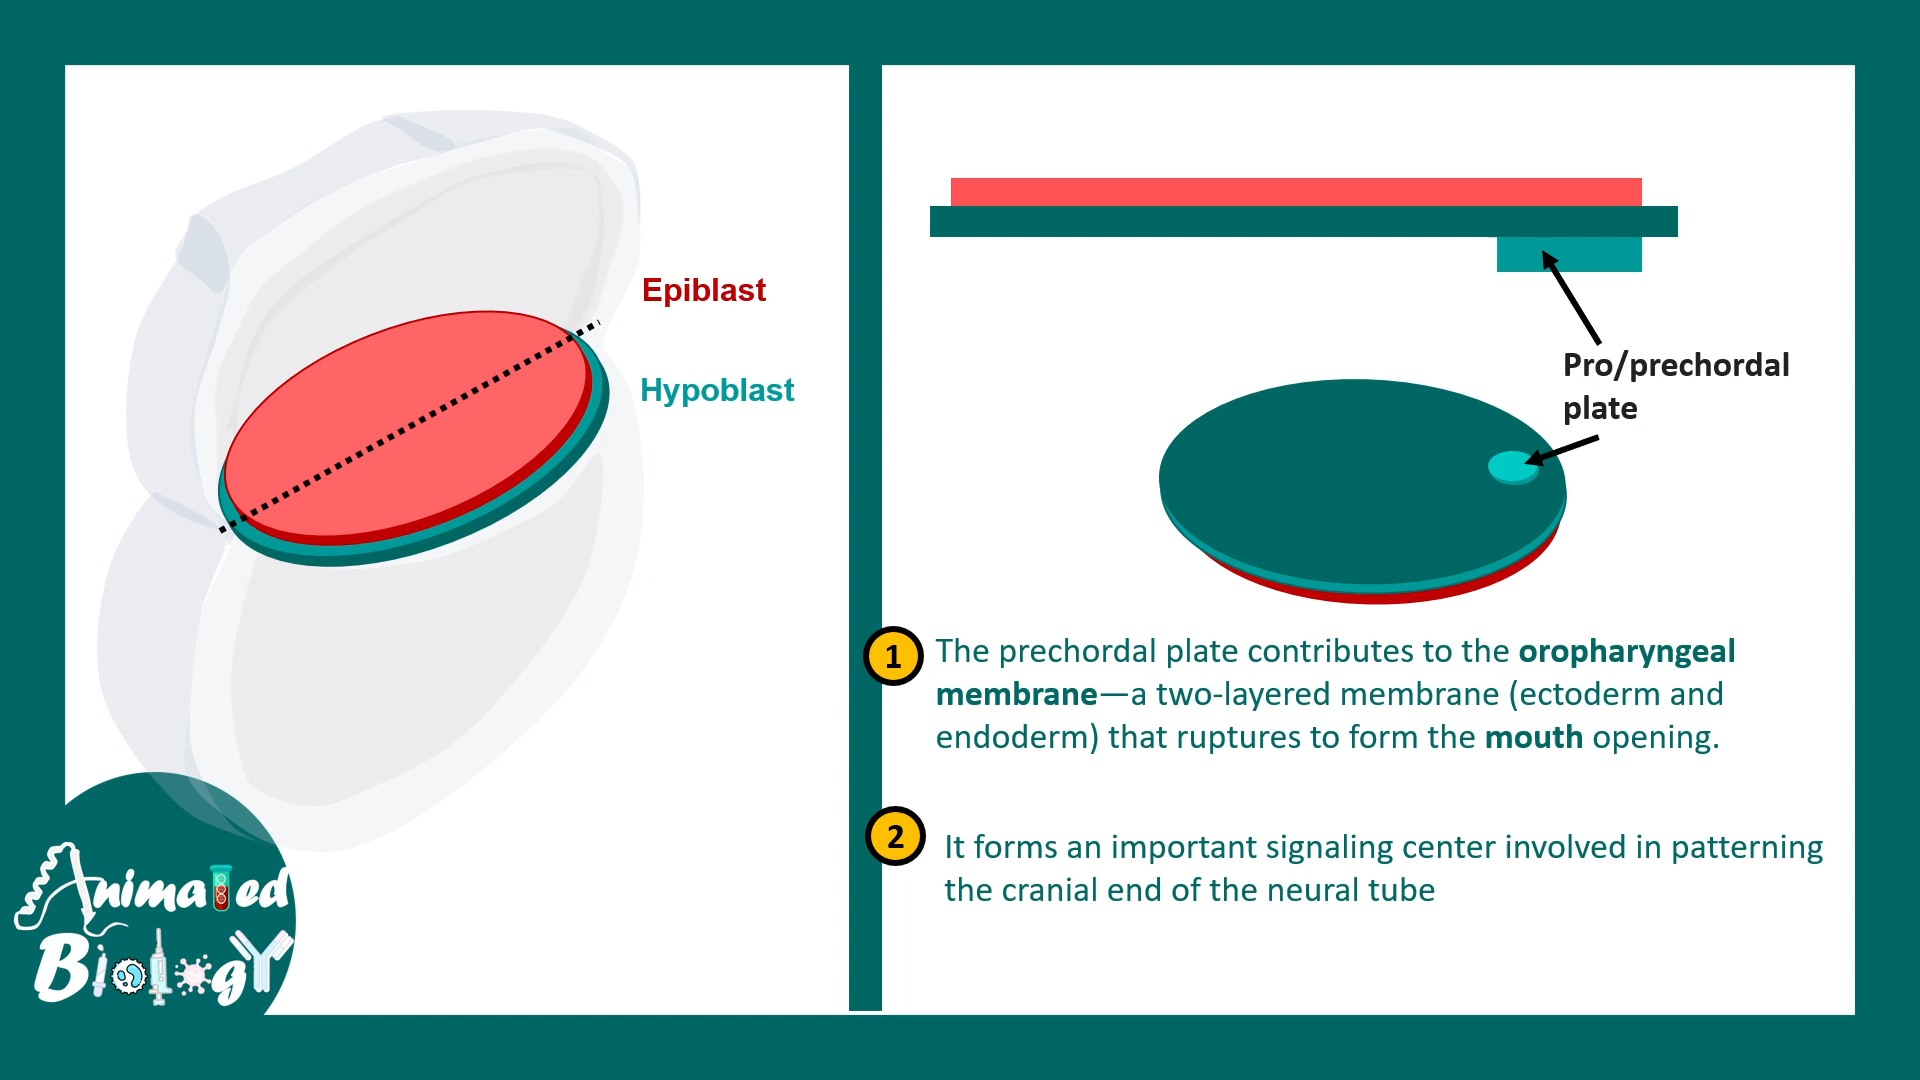 Epiblast
Hypoblast
Pro/prechordal
plate
1
The prechordal plate contributes to the oropharyngeal
membrane—a two-layered membrane (ectoderm and
endoderm) that ruptures to form the mouth opening.
2
It forms an important signaling center involved in patterning
the cranial end of the neural tube
Animated
Biology